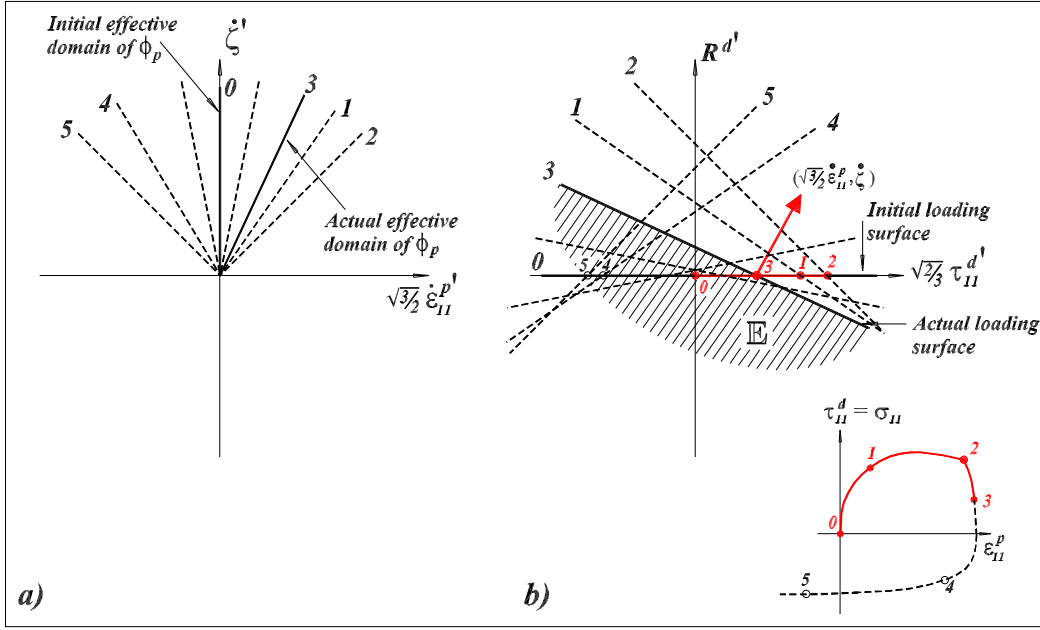 Initial effective
domain of ϕₚ
ζ̇'
0
3
4
1
5
2
Actual effective
domain of ϕₚ
√3/2 ε̇₁₁ᵖ'
a)
Rᵈ'
2
5
1
4
3
(√3/2 ε̇₁₁ᵖ, ζ̇)
Initial loading
surface
0
5 4 0 3 1 2
√2/3 τ₁₁ᵈ'
𝔼
Actual loading
surface
τ₁₁ᵈ = σ₁₁
1
2
3
0
ε₁₁ᵖ
5
4
b)